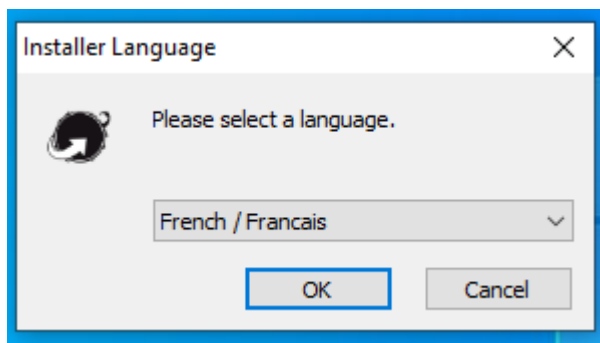 Installer Language
Please select a language.
French / Francais
OK Cancel